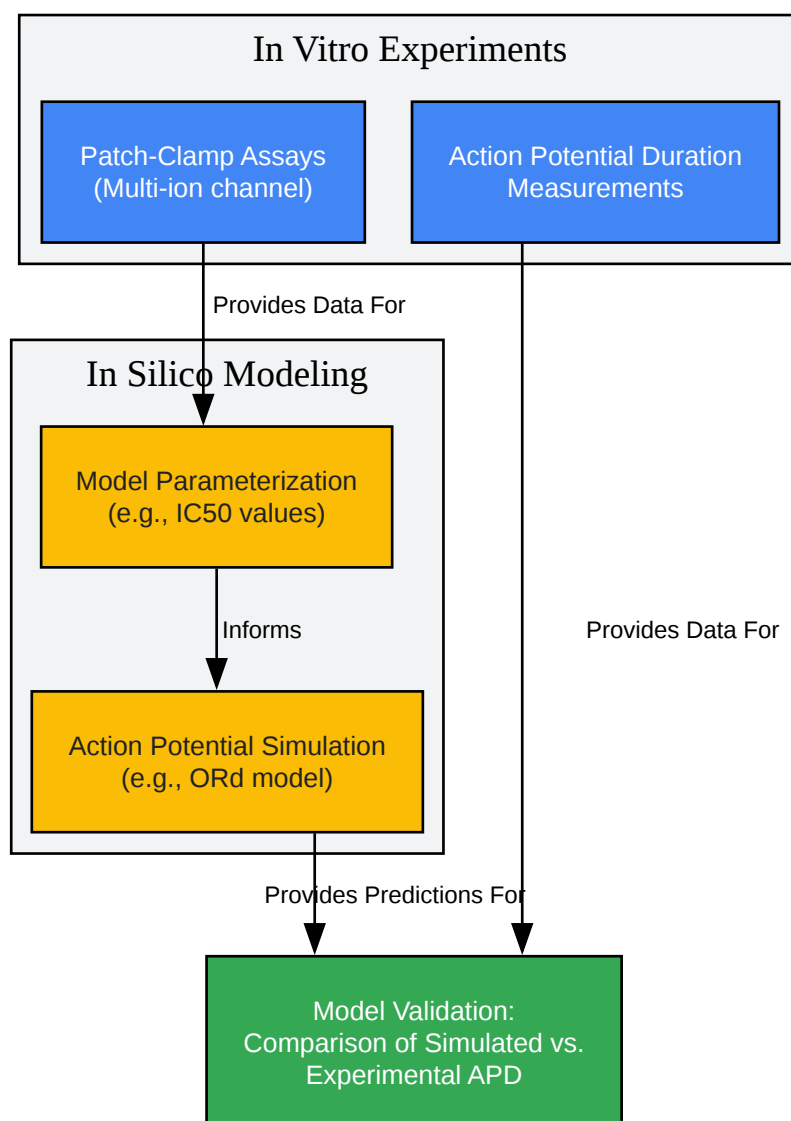 In Vitro Experiments
Patch-Clamp Assays
(Multi-ion channel)
Action Potential Duration
Measurements
Provides Data For
In Silico Modeling
Model Parameterization
(e.g., IC50 values)
Informs
Provides Data For
Action Potential Simulation
(e.g., ORd model)
Provides Predictions For
Model Validation:
Comparison of Simulated vs.
Experimental APD